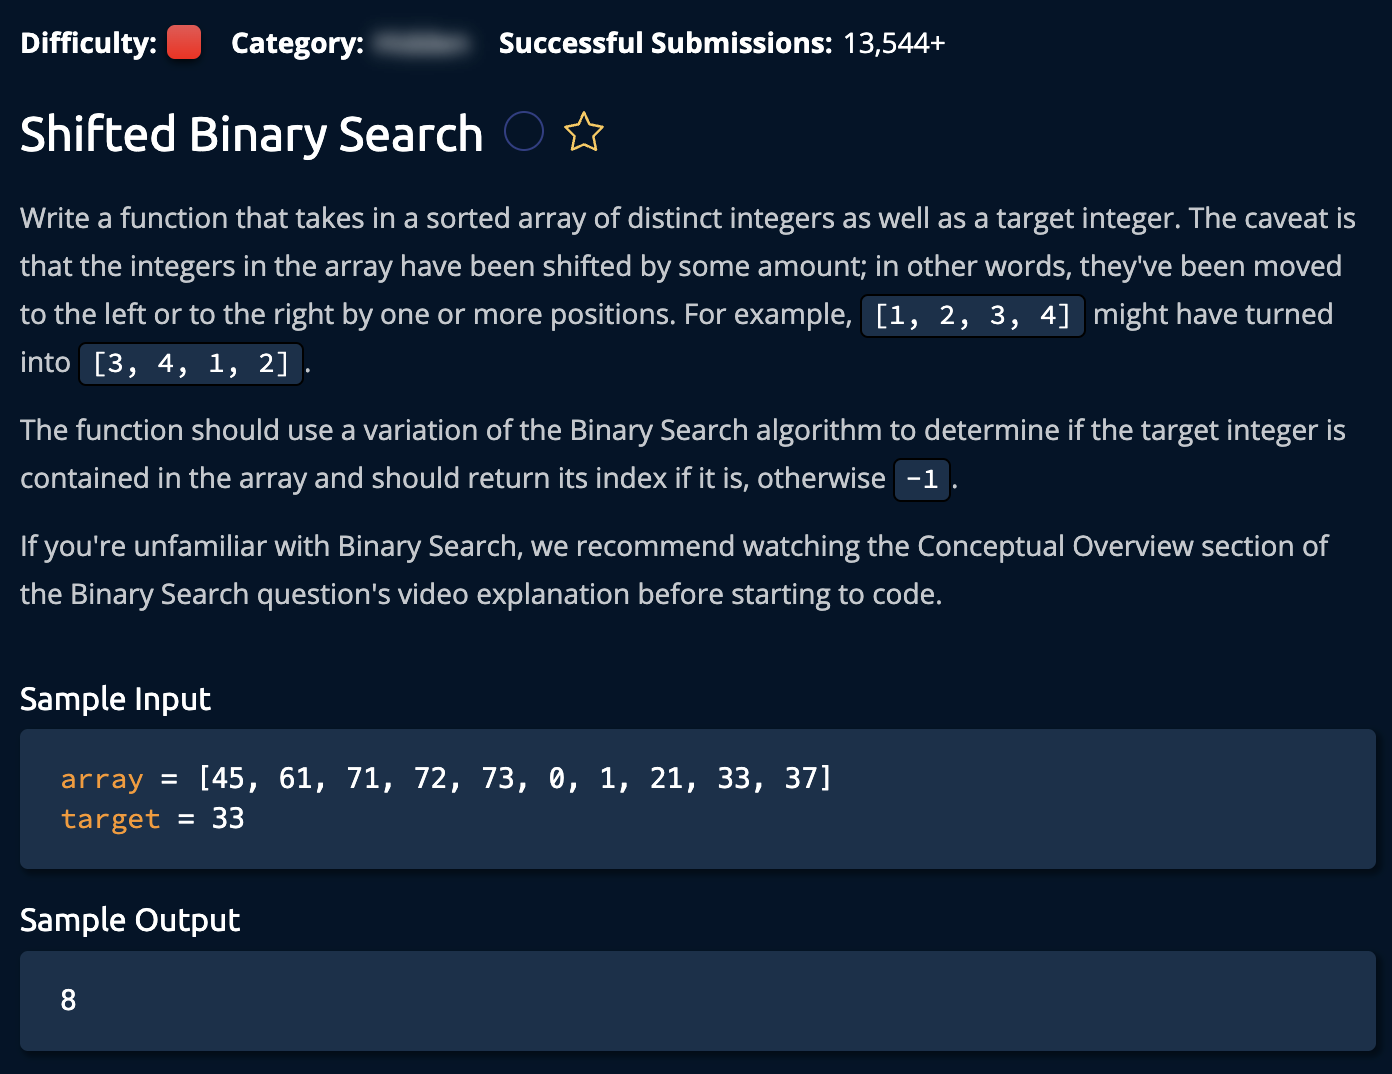 Difficulty: Category: Successful Submissions: 13,544+
Shifted Binary Search
Write a function that takes in a sorted array of distinct integers as well as a target integer. The caveat is
that the integers in the array have been shifted by some amount; in other words, they've been moved
to the left or to the right by one or more positions. For example, [1, 2, 3, 4] might have turned
into [3, 4, 1, 2].
The function should use a variation of the Binary Search algorithm to determine if the target integer is
contained in the array and should return its index if it is, otherwise -1.
If you're unfamiliar with Binary Search, we recommend watching the Conceptual Overview section of
the Binary Search question's video explanation before starting to code.
Sample Input
array = [45, 61, 71, 72, 73, 0, 1, 21, 33, 37]
target = 33
Sample Output
8